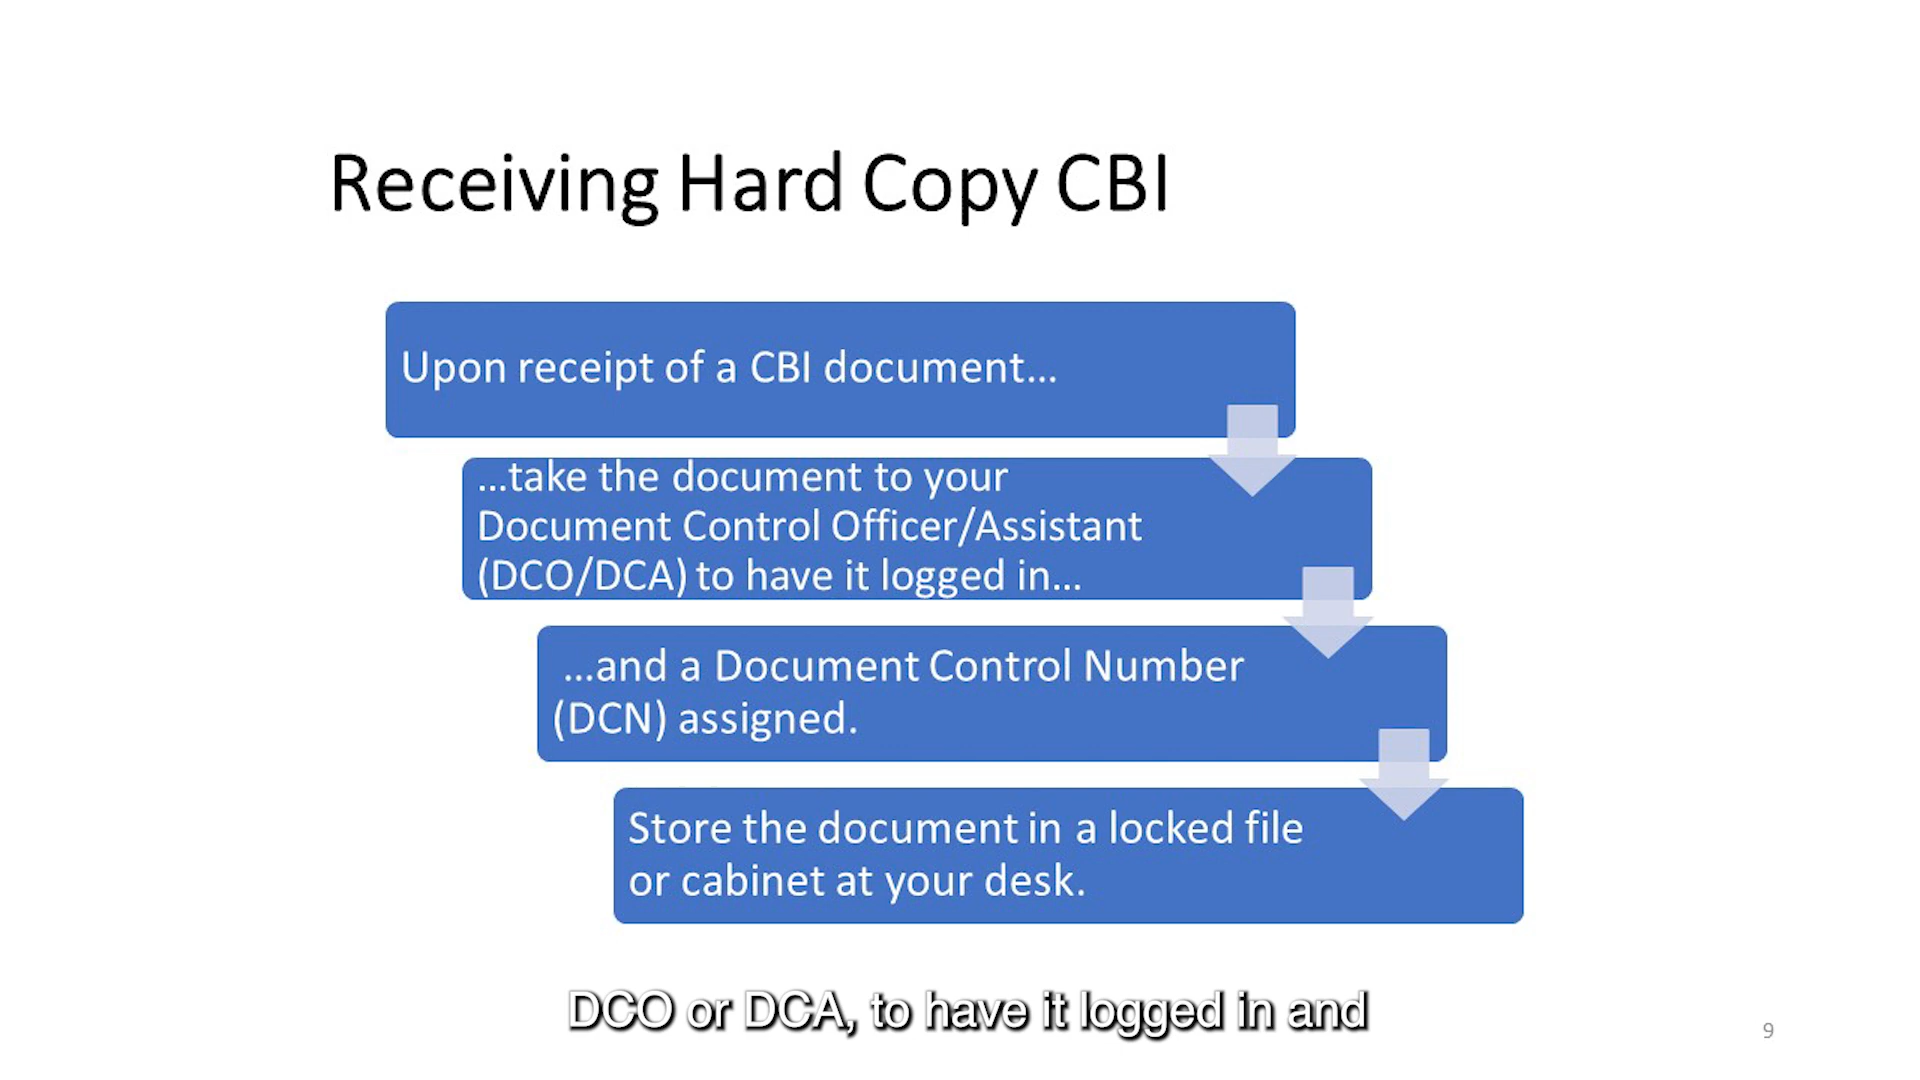 Receiving Hard Copy CBI
Upon receipt of a CBI document...
...take the document to your
Document Control Officer/Assistant
(DCO/DCA) to have it logged in...
...and a Document Control Number
(DCN) assigned.
Store the document in a locked file
or cabinet at your desk.
DCO or DCA, to have it logged in and
9